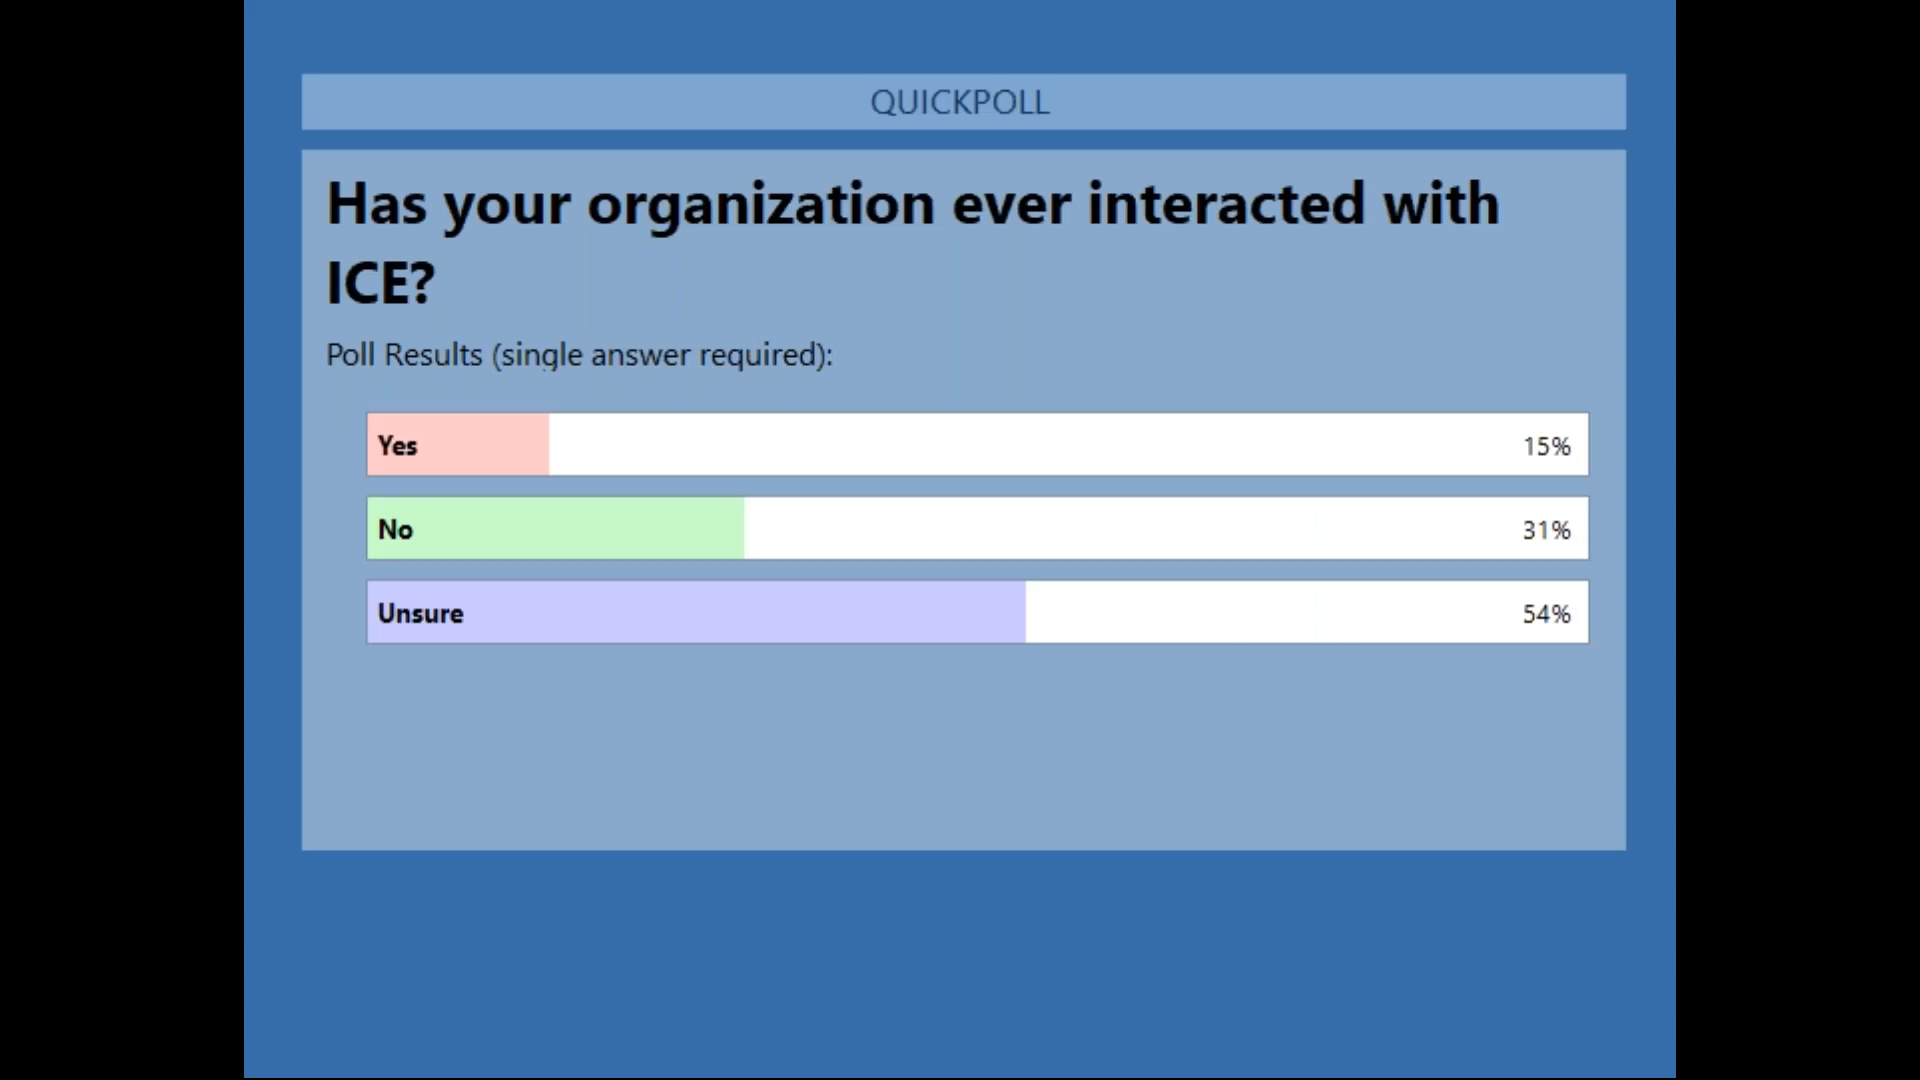 QUICKPOLL
Has your organization ever interacted with
ICE?
Poll Results (single answer required):
Yes 15%
No 31%
Unsure 54%